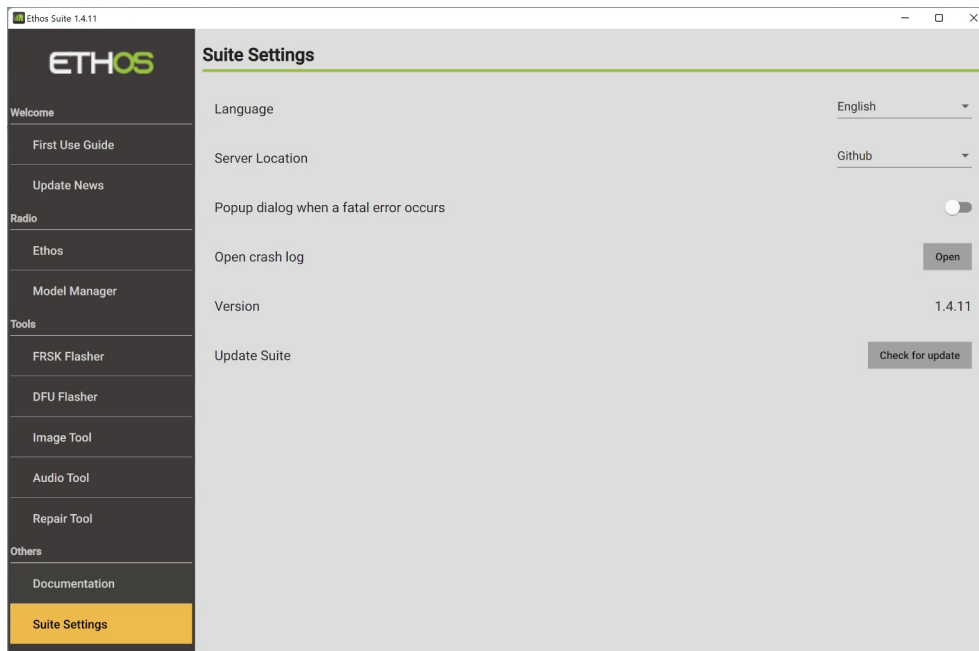 Ethos Suite 1.4.11
ETHOS
Welcome
First Use Guide
Update News
Radio
Ethos
Model Manager
Tools
FRSK Flasher
DFU Flasher
Image Tool
Audio Tool
Repair Tool
Others
Documentation
Suite Settings
Suite Settings
Language English
Server Location Github
Popup dialog when a fatal error occurs
Open crash log Open
Version 1.4.11
Update Suite Check for update